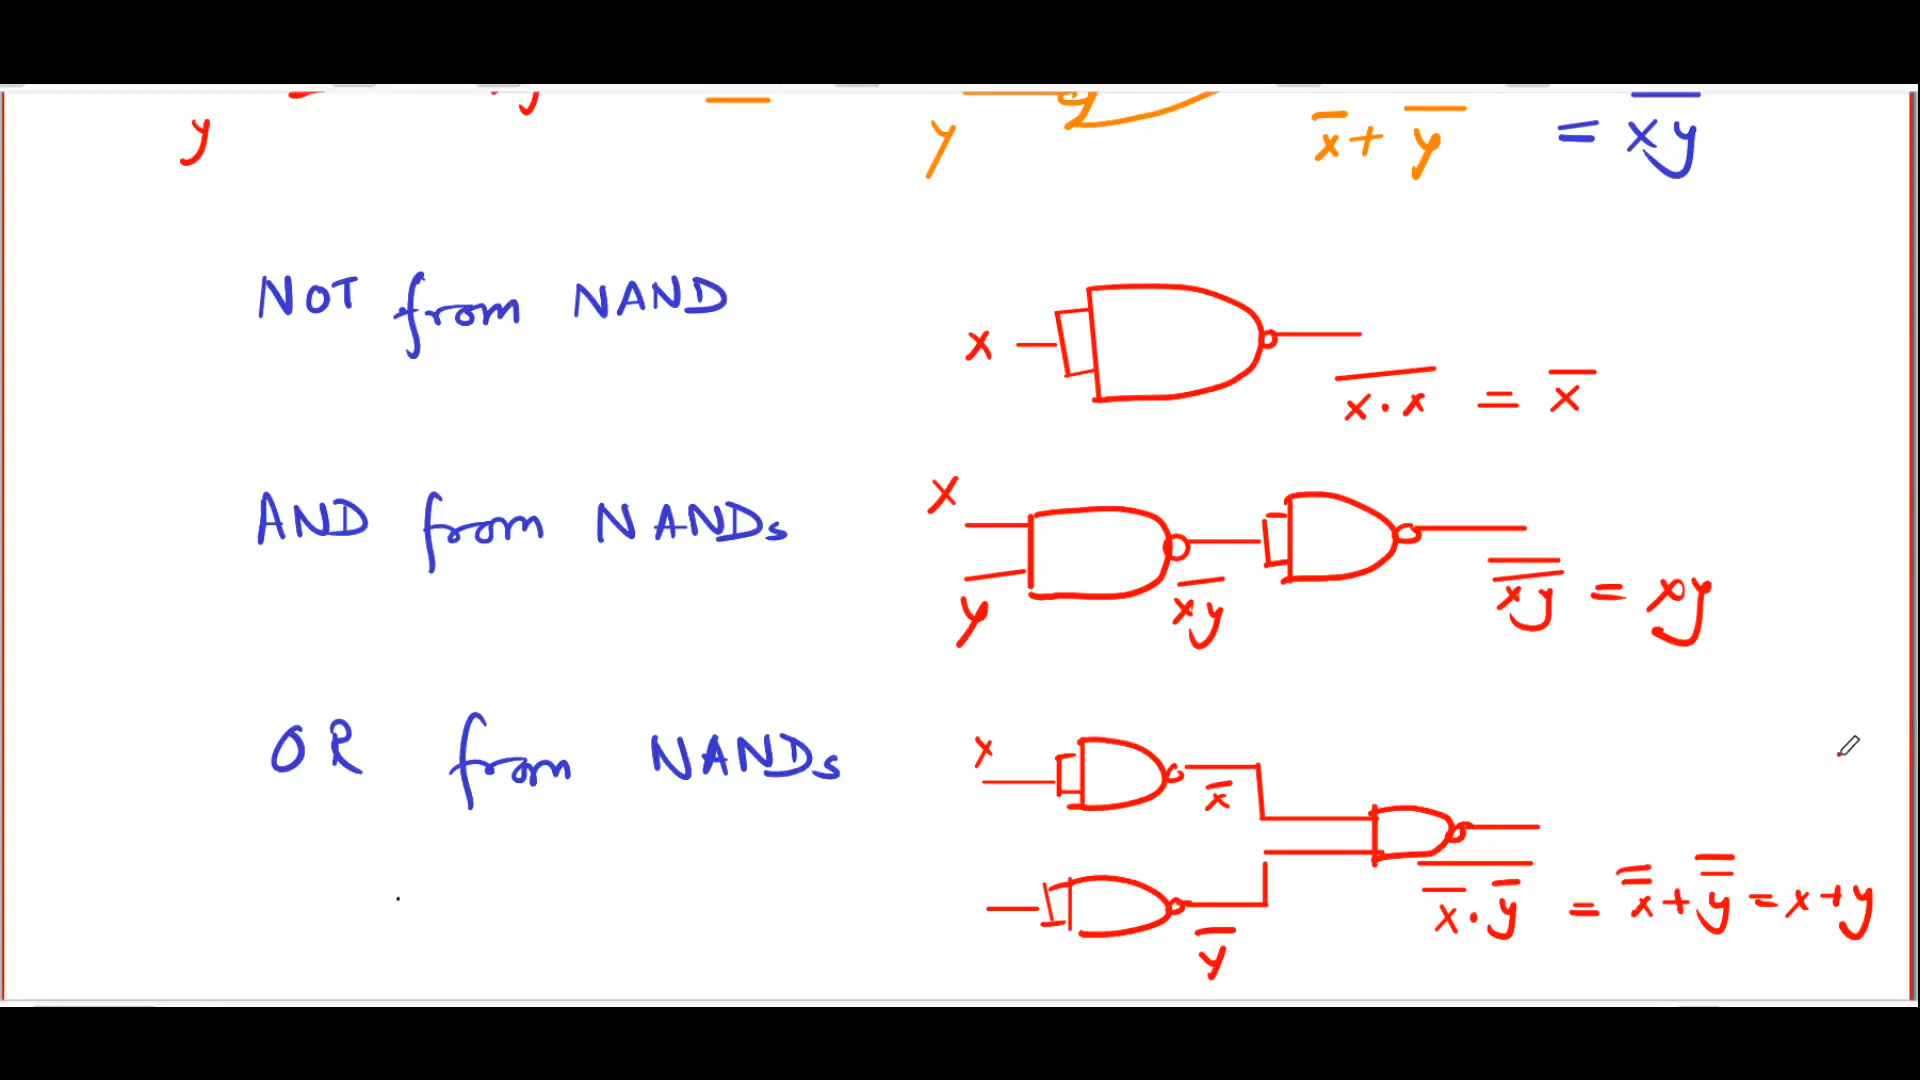 y y x̅ + y̅ = x̅y̅
NOT from NAND
x
x̅·̅x̅ = x̅
AND from NANDs
x
y x̅y̅ x̿y̿ = xy
OR from NANDs
x x̅
y̅ x̅̅·̅y̅̅ = x̿ + y̿ = x + y